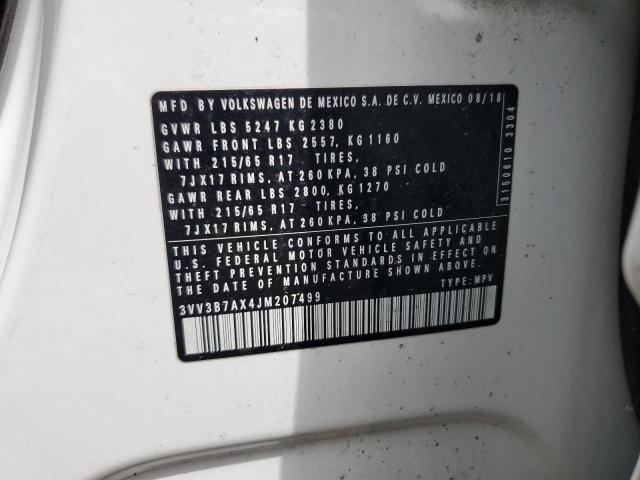 MFD BY VOLKSWAGEN DE MEXICO S.A. DE C.V. MEXICO 08/18
GVWR LBS 5247 KG 2380
GAWR FRONT LBS 2557, KG 1160
WITH 215/65 R17 TIRES,
7JX17 RIMS, AT 260 KPA, 38 PSI COLD
GAWR REAR LBS 2800, KG 1270
WITH 215/65 R17 TIRES,
7JX17 RIMS, AT 260 KPA, 38 PSI COLD
THIS VEHICLE CONFORMS TO ALL APPLICABLE
U.S. FEDERAL MOTOR VEHICLE SAFETY AND
THEFT PREVENTION STANDARDS IN EFFECT ON
THE DATE OF MANUFACTURE SHOWN ABOVE.
3VV3B7AX4JM207499 TYPE: MPV
3150610 3304